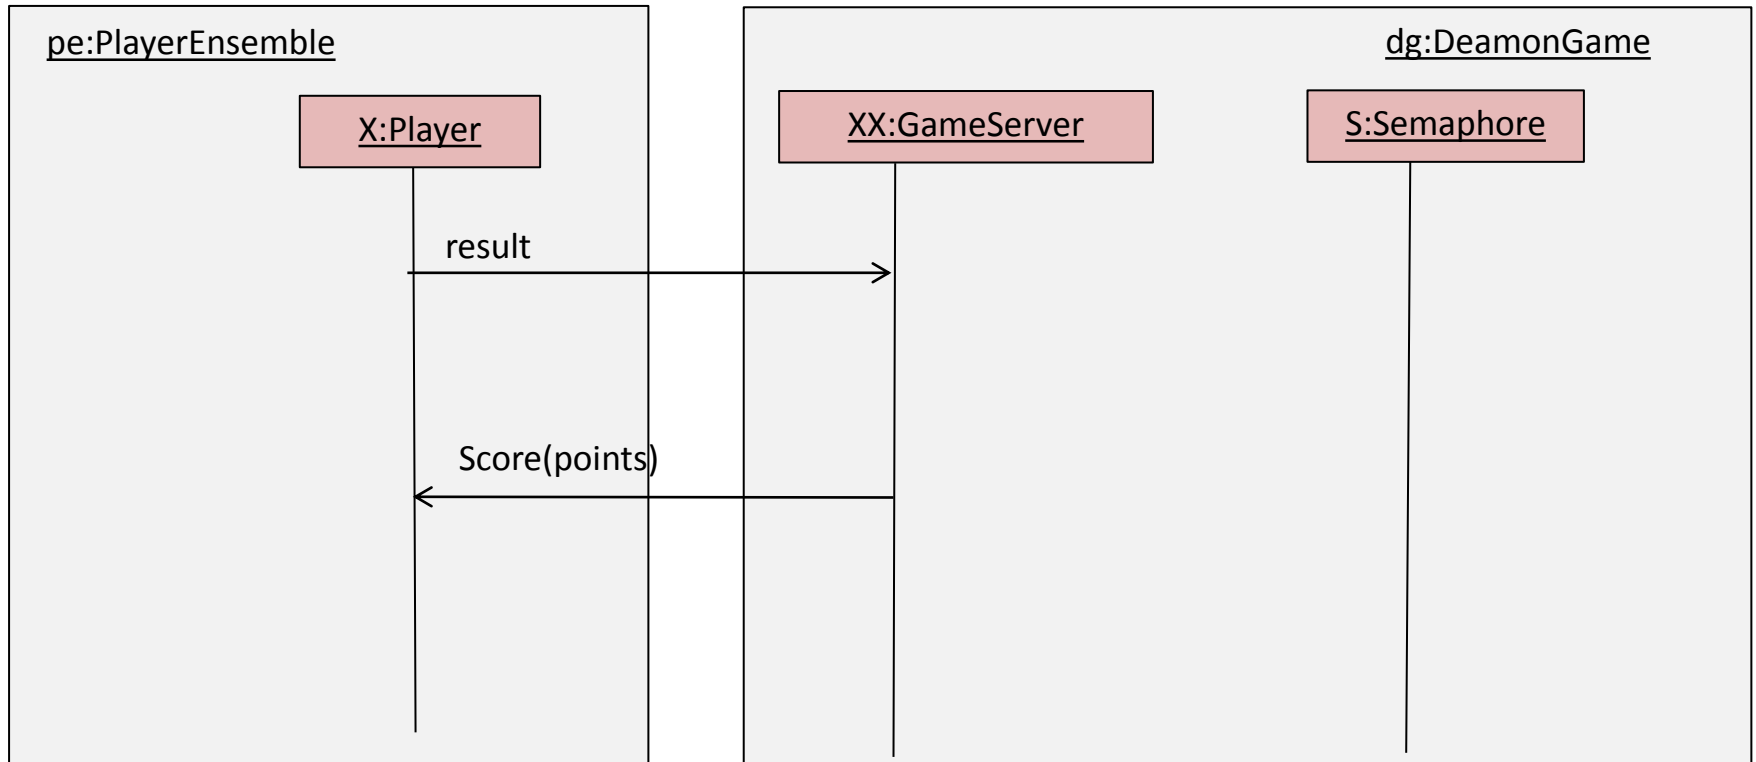 pe:PlayerEnsemble
dg:DeamonGame
X:Player
XX:GameServer
S:Semaphore
result
Score(points)